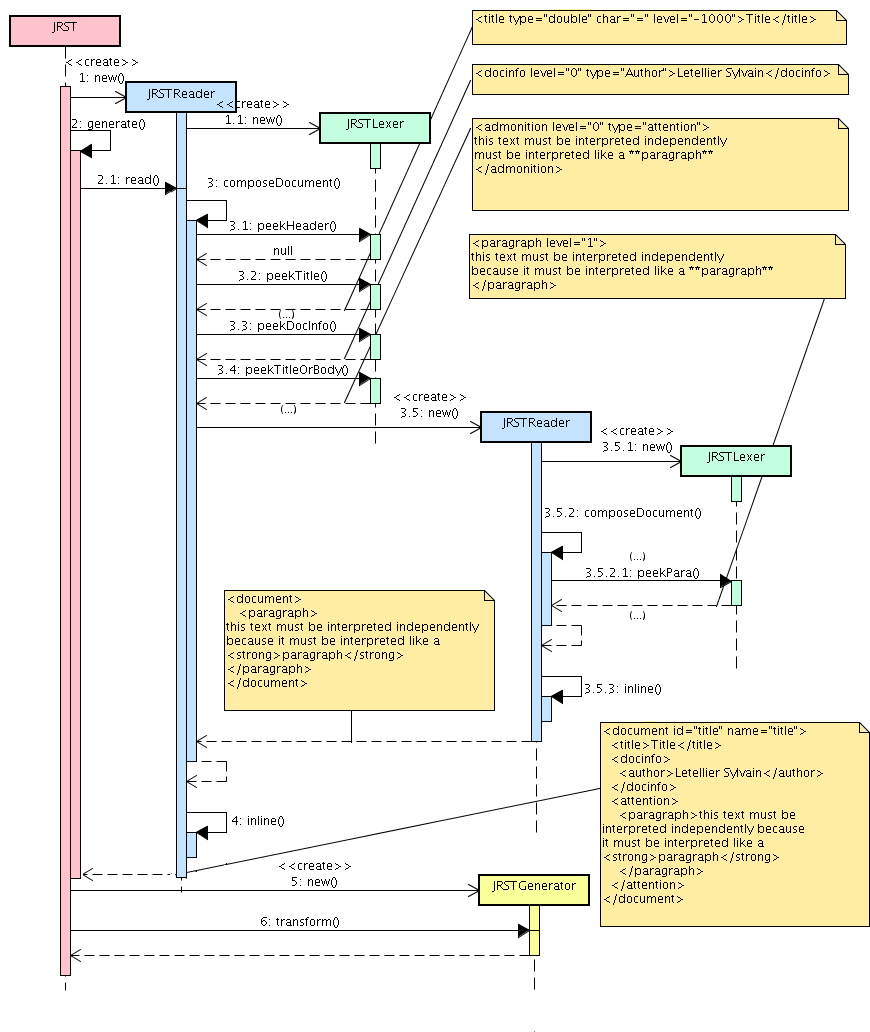 JRST
<title type="double" char="=" level="-1000">Title</title>
<<create>>
1: new()
JRSTReader
<docinfo level="0" type="Author">Letellier Sylvain</docinfo>
<<create>>
1.1: new()
JRSTLexer
2: generate()
<admonition level="0" type="attention">
this text must be interpreted independently
must be interpreted like a **paragraph**
</admonition>
2.1: read()
3: composeDocument()
3.1: peekHeader()
null
<paragraph level="1">
this text must be interpreted independently
because it must be interpreted like a **paragraph**
</paragraph>
3.2: peekTitle()
(...)
3.3: peekDocInfo()
3.4: peekTitleOrBody()
(...)
<<create>>
3.5: new()
JRSTReader
<<create>>
3.5.1: new()
JRSTLexer
3.5.2: composeDocument()
(...)
3.5.2.1: peekPara()
(...)
<document>
<paragraph>
this text must be interpreted independently
because it must be interpreted like a
<strong>paragraph</strong>
</paragraph>
</document>
3.5.3: inline()
<document id="title" name="title">
<title>Title</title>
<docinfo>
<author>Letellier Sylvain</author>
</docinfo>
<attention>
<paragraph>this text must be
interpreted independently because
it must be interpreted like a
<strong>paragraph</strong>
</paragraph>
</attention>
</document>
4: inline()
<<create>>
5: new()
JRSTGenerator
6: transform()